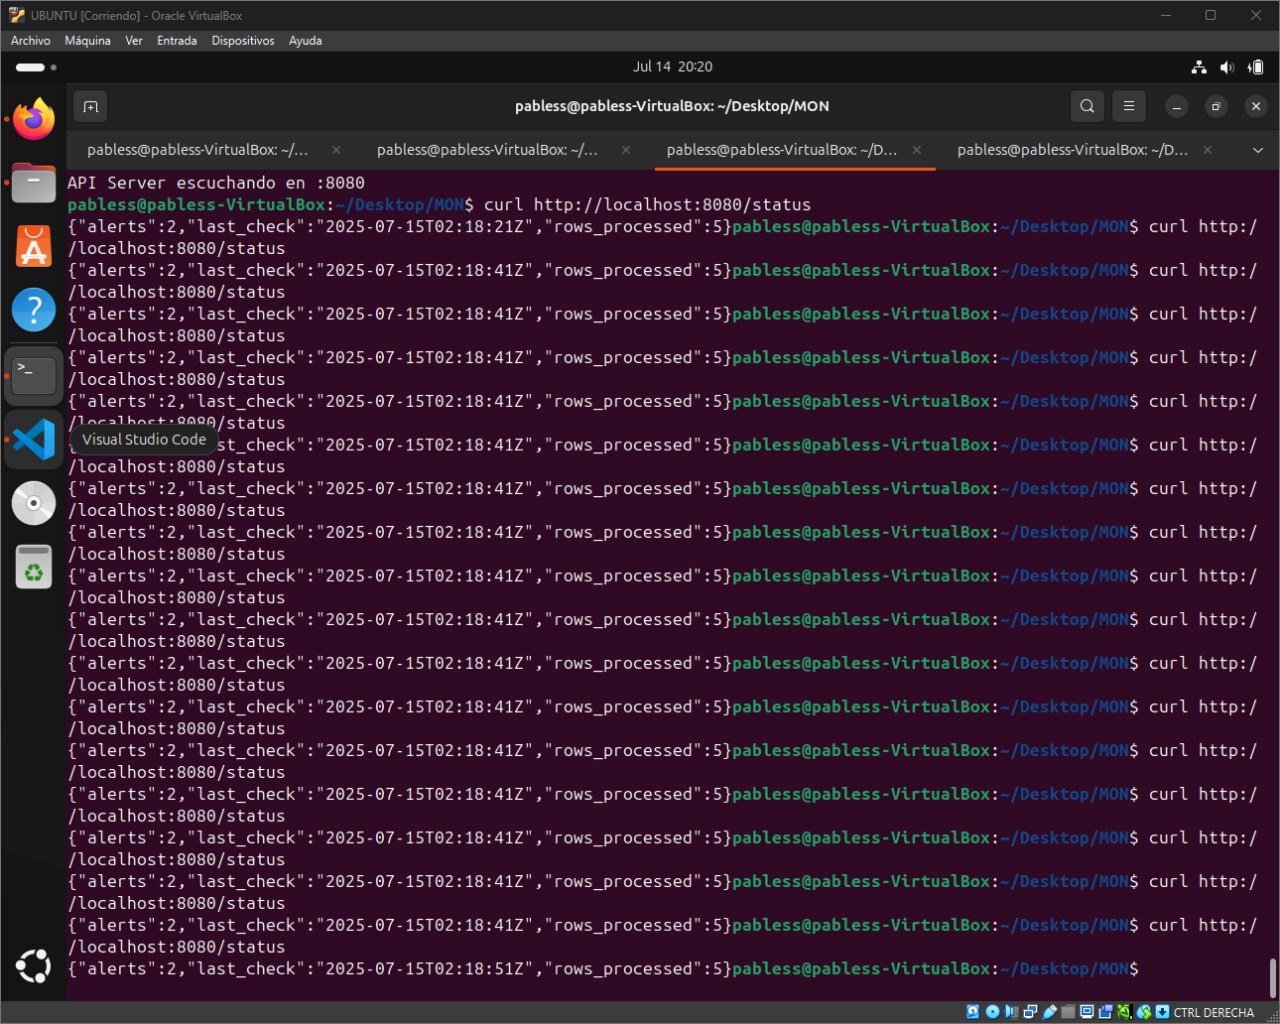 UBUNTU [Corriendo] - Oracle VirtualBox
Archivo Máquina Ver Entrada Dispositivos Ayuda
Jul 14 20:20
pabless@pabless-VirtualBox: ~/Desktop/MON
pabless@pabless-VirtualBox: ~/... pabless@pabless-VirtualBox: ~/... pabless@pabless-VirtualBox: ~/D... pabless@pabless-VirtualBox: ~/D...
API Server escuchando en :8080
pabless@pabless-VirtualBox:~/Desktop/MON$ curl http://localhost:8080/status
{"alerts":2,"last_check":"2025-07-15T02:18:21Z","rows_processed":5}pabless@pabless-VirtualBox:~/Desktop/MON$ curl http:/
/localhost:8080/status
{"alerts":2,"last_check":"2025-07-15T02:18:41Z","rows_processed":5}pabless@pabless-VirtualBox:~/Desktop/MON$ curl http:/
/localhost:8080/status
{"alerts":2,"last_check":"2025-07-15T02:18:41Z","rows_processed":5}pabless@pabless-VirtualBox:~/Desktop/MON$ curl http:/
/localhost:8080/status
{"alerts":2,"last_check":"2025-07-15T02:18:41Z","rows_processed":5}pabless@pabless-VirtualBox:~/Desktop/MON$ curl http:/
/localhost:8080/status
{"alerts":2,"last_check":"2025-07-15T02:18:41Z","rows_processed":5}pabless@pabless-VirtualBox:~/Desktop/MON$ curl http:/
/localhost:8080/status
Visual Studio Code
st_check":"2025-07-15T02:18:41Z","rows_processed":5}pabless@pabless-VirtualBox:~/Desktop/MON$ curl http:/
/localhost:8080/status
{"alerts":2,"last_check":"2025-07-15T02:18:41Z","rows_processed":5}pabless@pabless-VirtualBox:~/Desktop/MON$ curl http:/
/localhost:8080/status
{"alerts":2,"last_check":"2025-07-15T02:18:41Z","rows_processed":5}pabless@pabless-VirtualBox:~/Desktop/MON$ curl http:/
/localhost:8080/status
{"alerts":2,"last_check":"2025-07-15T02:18:41Z","rows_processed":5}pabless@pabless-VirtualBox:~/Desktop/MON$ curl http:/
/localhost:8080/status
{"alerts":2,"last_check":"2025-07-15T02:18:41Z","rows_processed":5}pabless@pabless-VirtualBox:~/Desktop/MON$ curl http:/
/localhost:8080/status
{"alerts":2,"last_check":"2025-07-15T02:18:41Z","rows_processed":5}pabless@pabless-VirtualBox:~/Desktop/MON$ curl http:/
/localhost:8080/status
{"alerts":2,"last_check":"2025-07-15T02:18:41Z","rows_processed":5}pabless@pabless-VirtualBox:~/Desktop/MON$ curl http:/
/localhost:8080/status
{"alerts":2,"last_check":"2025-07-15T02:18:41Z","rows_processed":5}pabless@pabless-VirtualBox:~/Desktop/MON$ curl http:/
/localhost:8080/status
{"alerts":2,"last_check":"2025-07-15T02:18:41Z","rows_processed":5}pabless@pabless-VirtualBox:~/Desktop/MON$ curl http:/
/localhost:8080/status
{"alerts":2,"last_check":"2025-07-15T02:18:41Z","rows_processed":5}pabless@pabless-VirtualBox:~/Desktop/MON$ curl http:/
/localhost:8080/status
{"alerts":2,"last_check":"2025-07-15T02:18:41Z","rows_processed":5}pabless@pabless-VirtualBox:~/Desktop/MON$ curl http:/
/localhost:8080/status
{"alerts":2,"last_check":"2025-07-15T02:18:41Z","rows_processed":5}pabless@pabless-VirtualBox:~/Desktop/MON$ curl http:/
/localhost:8080/status
{"alerts":2,"last_check":"2025-07-15T02:18:51Z","rows_processed":5}pabless@pabless-VirtualBox:~/Desktop/MON$
CTRL DERECHA